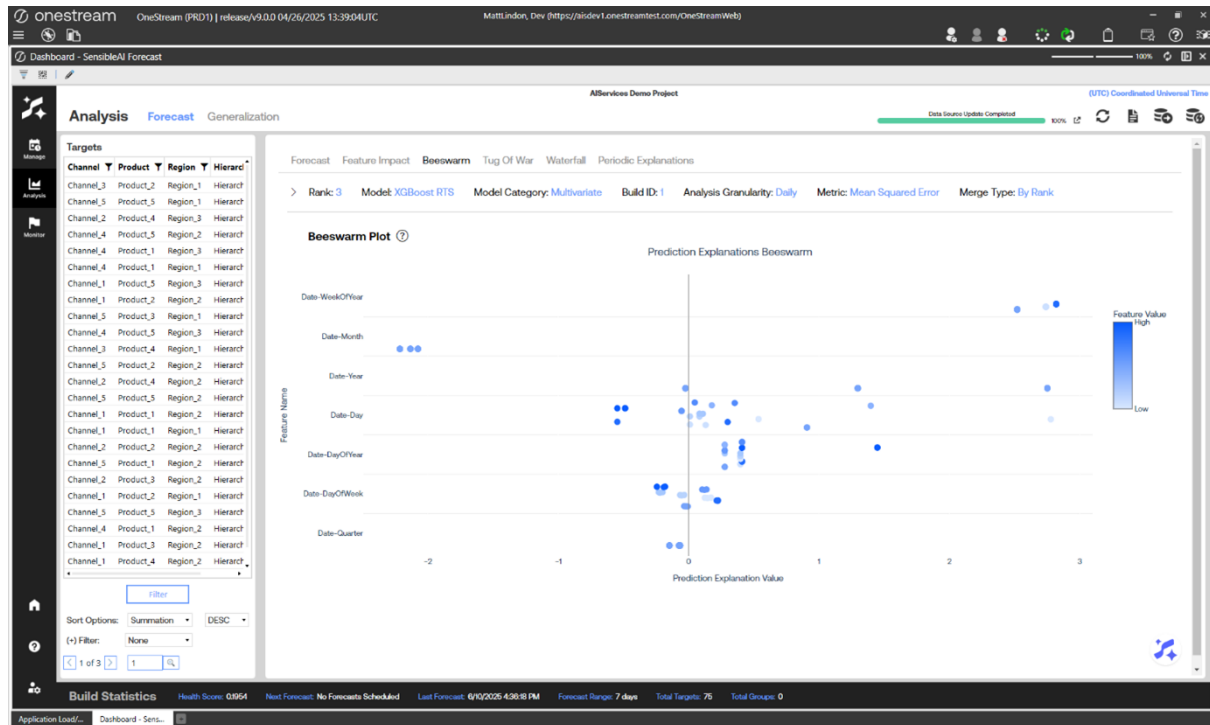 onestream OneStream (PRD1) | release/v9.0.0 04/26/2025 13:39:04UTC MattLindon, Dev (https://aisdev1.onestreamtest.com/OneStreamWeb)
Dashboard - SensibleAI Forecast 100%
AIServices Demo Project (UTC) Coordinated Universal Time
Analysis Forecast Generalization Data Source Update Completed 100%
Manage
Analysis
Monitor
Targets
Channel Product Region Hierarc
Channel_3 Product_2 Region_1 Hierarch
Channel_5 Product_5 Region_1 Hierarch
Channel_2 Product_4 Region_3 Hierarch
Channel_4 Product_5 Region_2 Hierarch
Channel_4 Product_1 Region_3 Hierarch
Channel_4 Product_1 Region_1 Hierarch
Channel_1 Product_5 Region_3 Hierarch
Channel_1 Product_2 Region_2 Hierarch
Channel_5 Product_3 Region_1 Hierarch
Channel_4 Product_5 Region_3 Hierarch
Channel_3 Product_4 Region_1 Hierarch
Channel_5 Product_2 Region_2 Hierarch
Channel_2 Product_4 Region_2 Hierarch
Channel_5 Product_5 Region_2 Hierarch
Channel_1 Product_1 Region_2 Hierarch
Channel_1 Product_1 Region_1 Hierarch
Channel_2 Product_2 Region_2 Hierarch
Channel_5 Product_1 Region_2 Hierarch
Channel_2 Product_3 Region_2 Hierarch
Channel_1 Product_2 Region_1 Hierarch
Channel_5 Product_5 Region_3 Hierarch
Channel_4 Product_1 Region_2 Hierarch
Channel_1 Product_3 Region_2 Hierarch
Channel_1 Product_4 Region_2 Hierarch
Filter
Sort Options: Summation DESC
(+) Filter: None
< 1 of 3 > 1
Forecast Feature Impact Beeswarm Tug Of War Waterfall Periodic Explanations
> Rank: 3 Model: XGBoost RTS Model Category: Multivariate Build ID: 1 Analysis Granularity: Daily Metric: Mean Squared Error Merge Type: By Rank
Beeswarm Plot ?
Prediction Explanations Beeswarm
Feature Name
Date-WeekOfYear
Date-Month
Date-Year
Date-Day
Date-DayOfYear
Date-DayOfWeek
Date-Quarter
-2 -1 0 1 2 3
Prediction Explanation Value
Feature Value
High
Low
Build Statistics Health Score: 0.1954 Next Forecast: No Forecasts Scheduled Last Forecast: 6/10/2025 4:36:18 PM Forecast Range: 7 days Total Targets: 75 Total Groups: 0
Application Load/... Dashboard - Sens...